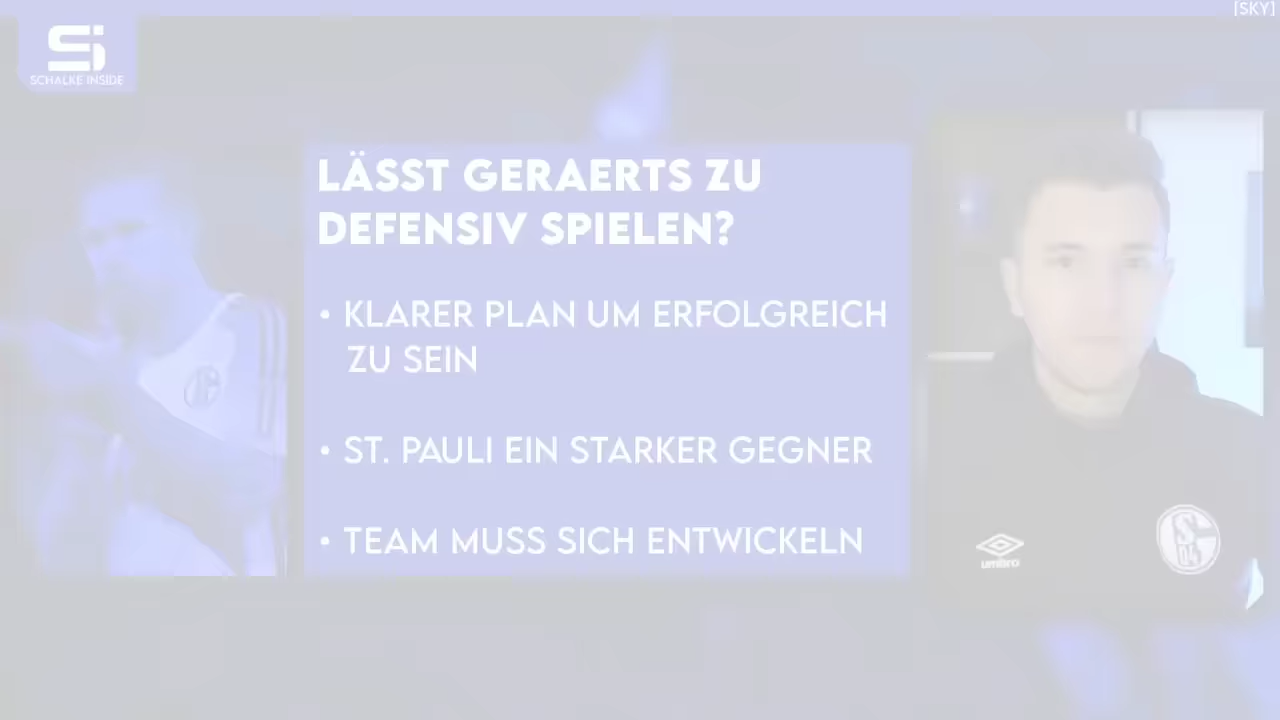 [SKY]
SCHALKE INSIDE
LÄSST GERAERTS ZU
DEFENSIV SPIELEN?
• KLARER PLAN UM ERFOLGREICH
ZU SEIN
• ST. PAULI EIN STARKER GEGNER
• TEAM MUSS SICH ENTWICKELN
umbro
S04